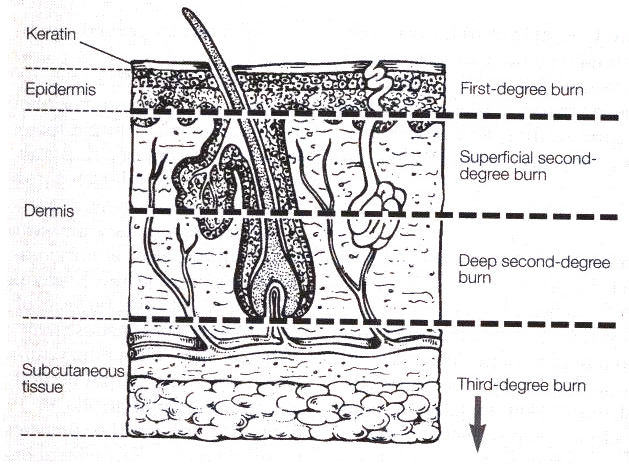 Keratin
Epidermis
First-degree burn
Superficial second-
degree burn
Dermis
Deep second-degree
burn
Subcutaneous
tissue
Third-degree burn